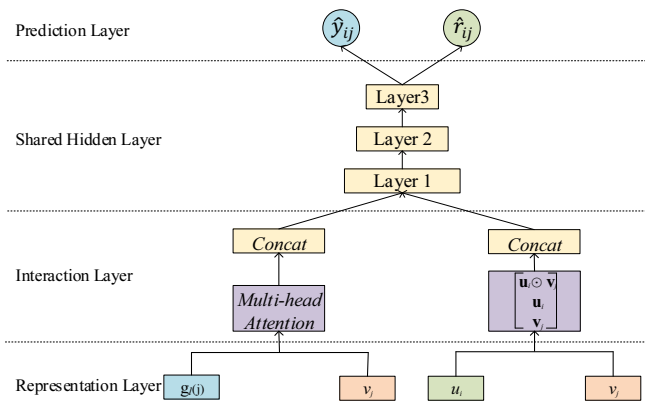 Prediction Layer
ŷij
r̂ij
Layer3
Shared Hidden Layer
Layer 2
Layer 1
Concat
Concat
Interaction Layer
Multi-head
Attention
ui ⊙ vj
ui
vj
Representation Layer
gl(j)
vj
ui
vj